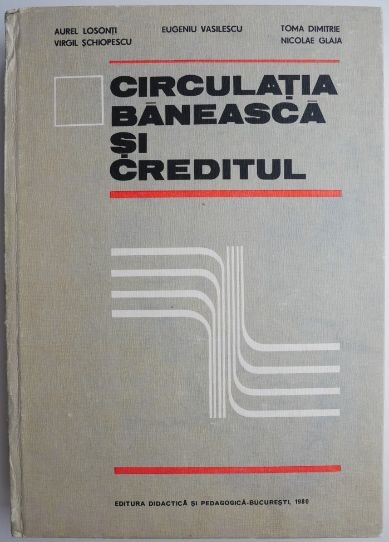 AUREL LOSONȚI EUGENIU VASILESCU TOMA DIMITRIE
VIRGIL ȘCHIOPESCU NICOLAE GLAJA
CIRCULAȚIA
BĂNEASCĂ
ȘI
CREDITUL
EDITURA DIDACTICĂ ȘI PEDAGOGICĂ-BUCUREȘTI, 1980